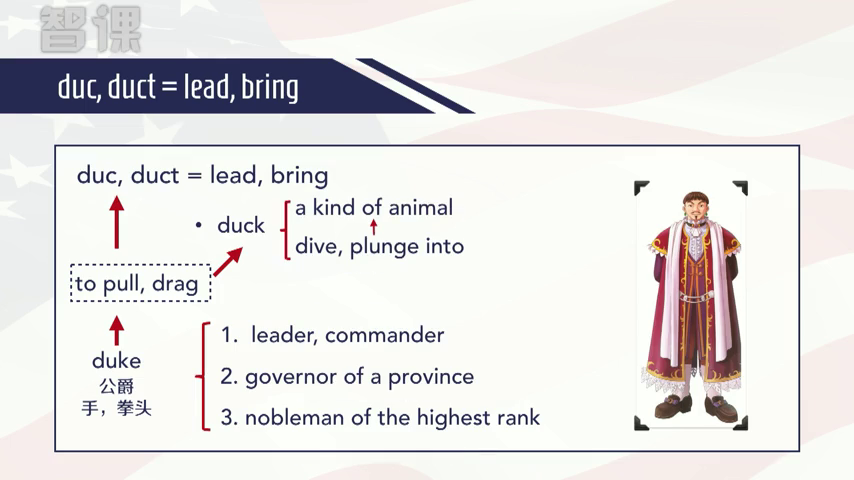 智课
duc, duct = lead, bring
duc, duct = lead, bring
• duck
a kind of animal
dive, plunge into
to pull, drag
duke
公爵
手，拳头
1. leader, commander
2. governor of a province
3. nobleman of the highest rank